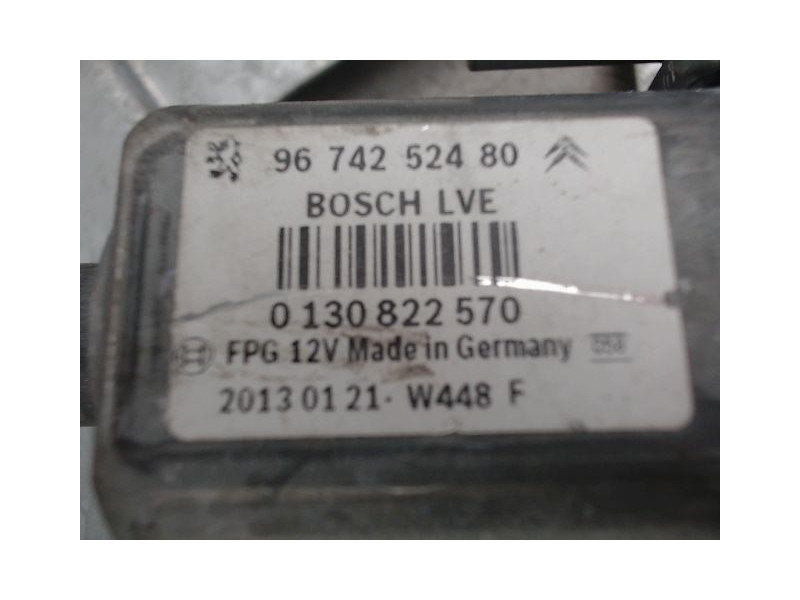 96 742 524 80
BOSCH LVE
0 130 822 570
FPG 12V Made in Germany
2013 01 21· W448 F